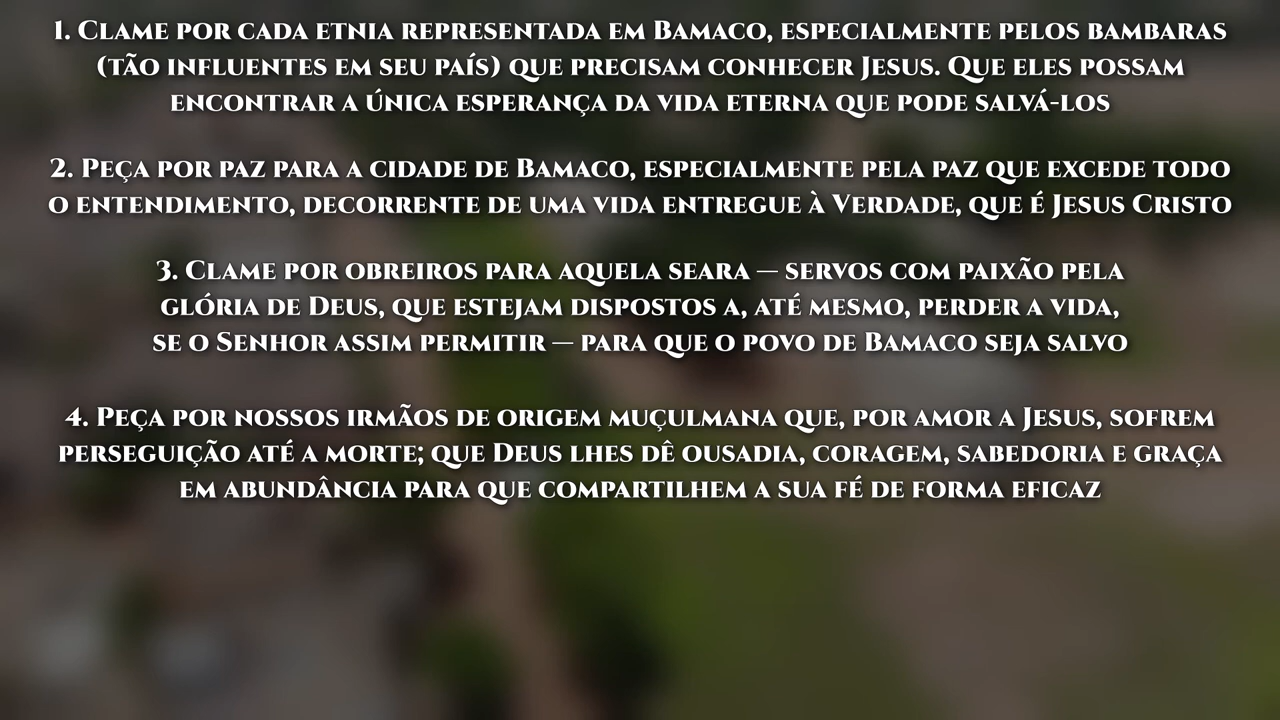 1. Clame por cada etnia representada em Bamaco, especialmente pelos bambaras
(tão influentes em seu país) que precisam conhecer Jesus. Que eles possam
encontrar a única esperança da vida eterna que pode salvá-los
2. Peça por paz para a cidade de Bamaco, especialmente pela paz que excede todo
o entendimento, decorrente de uma vida entregue à Verdade, que é Jesus Cristo
3. Clame por obreiros para aquela seara — servos com paixão pela
glória de Deus, que estejam dispostos a, até mesmo, perder a vida,
se o Senhor assim permitir — para que o povo de Bamaco seja salvo
4. Peça por nossos irmãos de origem muçulmana que, por amor a Jesus, sofrem
perseguição até a morte; que Deus lhes dê ousadia, coragem, sabedoria e graça
em abundância para que compartilhem a sua fé de forma eficaz